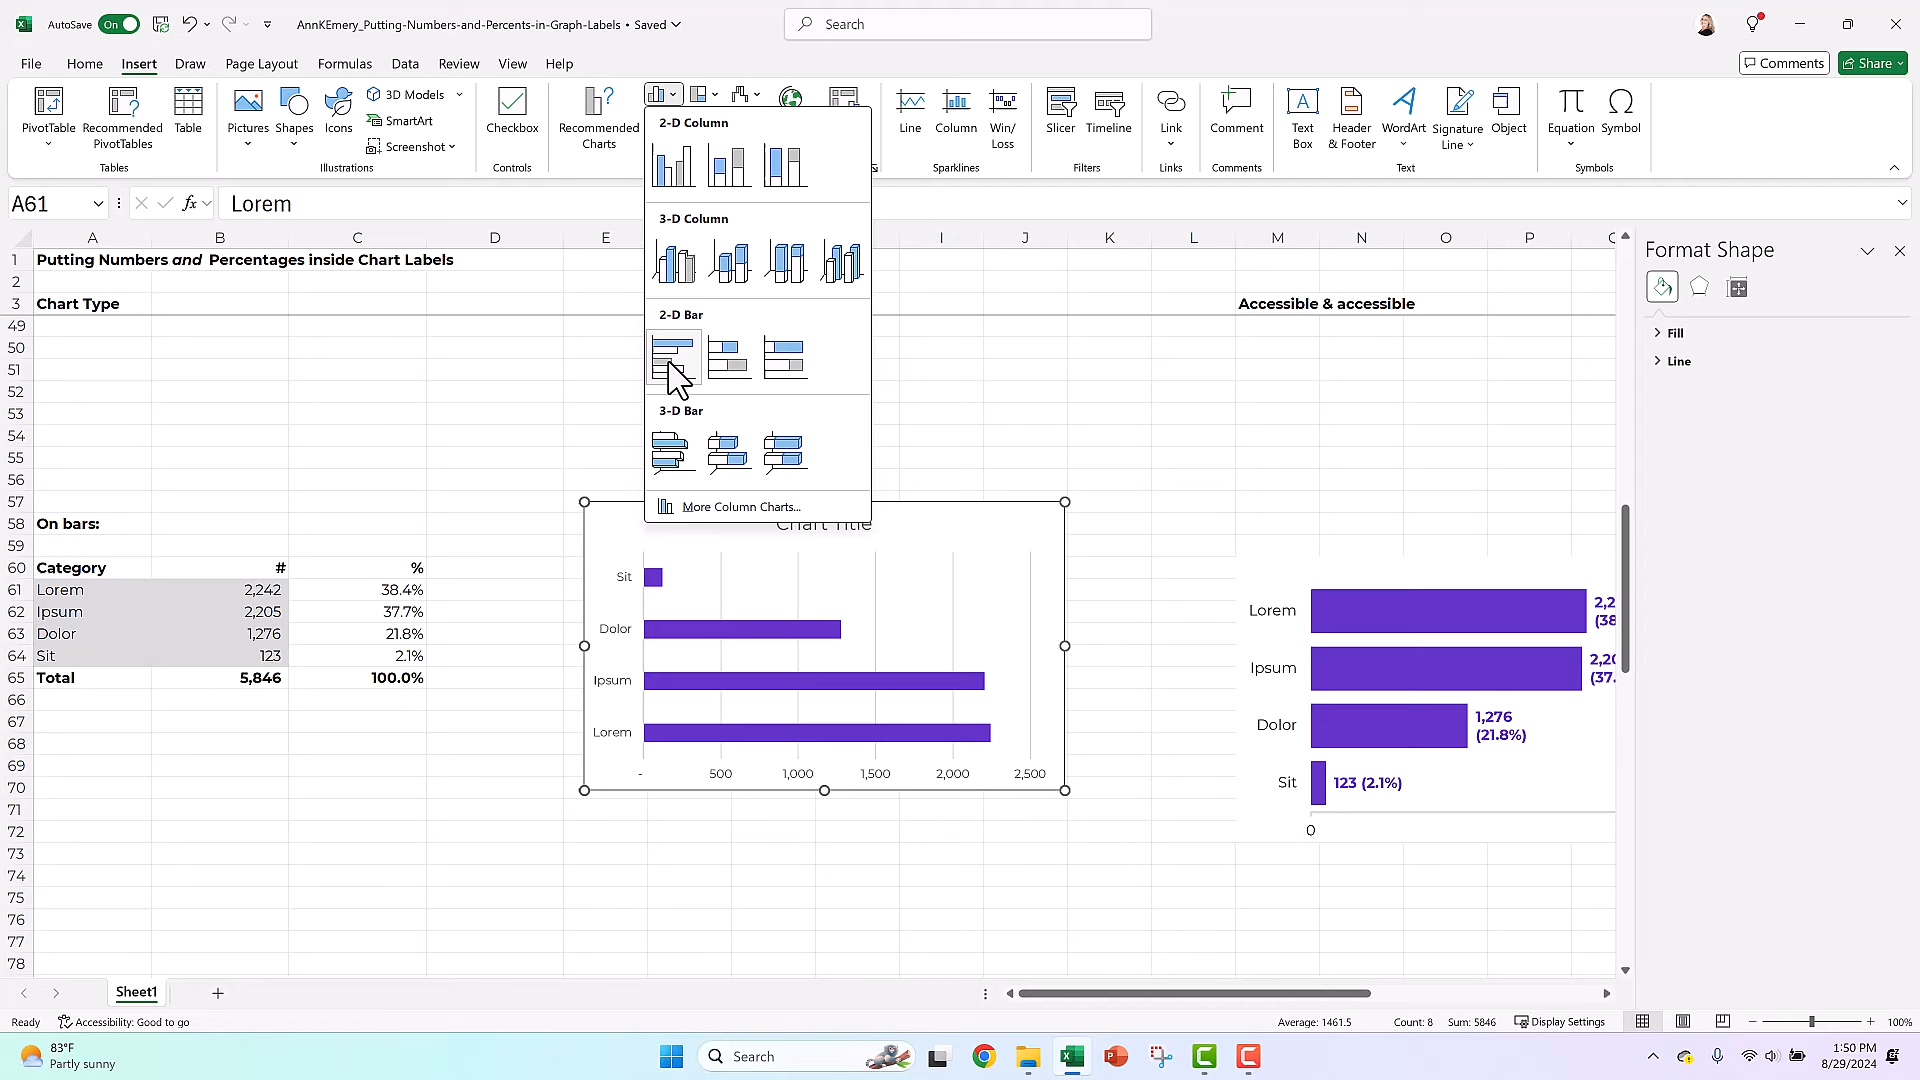 AutoSave On AnnKEmery_Putting-Numbers-and-Percents-in-Graph-Labels • Saved Search
File Home Insert Draw Page Layout Formulas Data Review View Help Comments Share
PivotTable Recommended PivotTables Table
Tables
Pictures Shapes Icons 3D Models SmartArt Screenshot
Illustrations
Checkbox
Controls
Recommended Charts
Line Column Win/Loss
Sparklines
Slicer Timeline
Filters
Link
Links
Comment
Comments
Text Box Header & Footer WordArt Signature Line Object
Text
Equation Symbol
Symbols
2-D Column
3-D Column
2-D Bar
3-D Bar
More Column Charts...
A61 fx Lorem
A B C D E I J K L M N O P
1 Putting Numbers and Percentages inside Chart Labels
2
3 Chart Type Accessible & accessible
49
50
51
52
53
54
55
56
57
58 On bars:
59
60 Category # %
61 Lorem 2,242 38.4%
62 Ipsum 2,205 37.7%
63 Dolor 1,276 21.8%
64 Sit 123 2.1%
65 Total 5,846 100.0%
66
67
68
69
70
71
72
73
74
75
76
77
78
Chart Title
Sit
Dolor
Ipsum
Lorem
- 500 1,000 1,500 2,000 2,500
Lorem 2,2
(38
Ipsum 2,20
(37.
Dolor 1,276
(21.8%)
Sit 123 (2.1%)
0
Format Shape
Fill
Line
Sheet1
Ready Accessibility: Good to go Average: 1461.5 Count: 8 Sum: 5846 Display Settings 100%
83°F
Partly sunny
Search
1:50 PM
8/29/2024